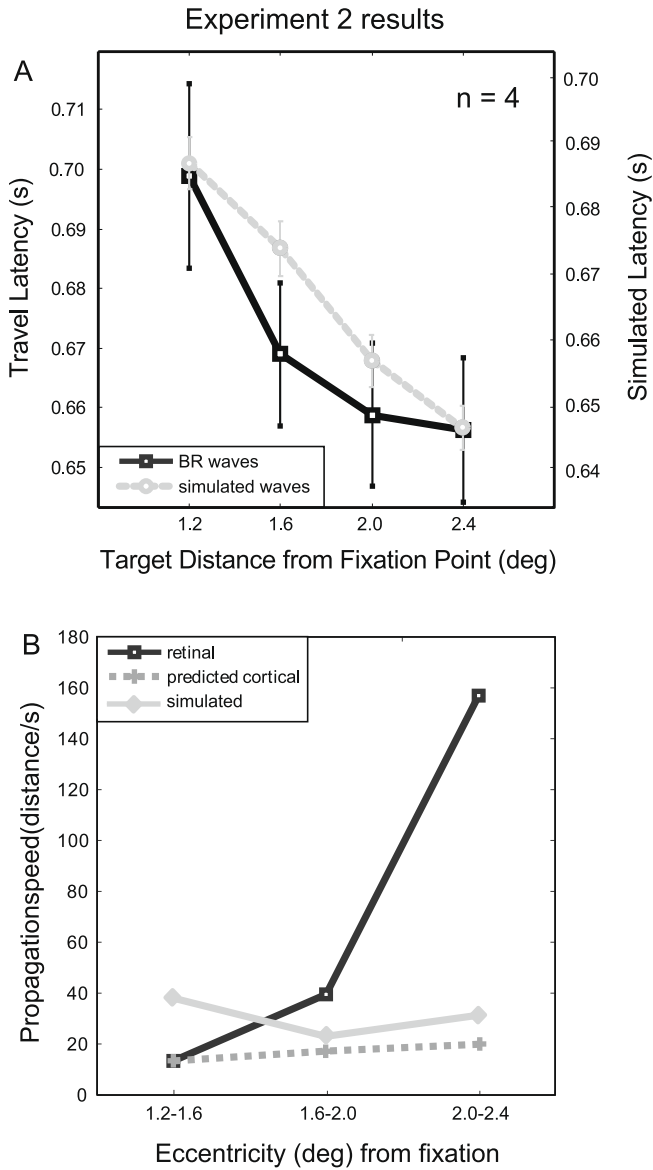 Experiment 2 results
A
n = 4
0.71
0.70
0.69
0.68
0.67
0.66
0.65
Travel Latency (s)
0.70
0.69
0.68
0.67
0.66
0.65
0.64
Simulated Latency (s)
BR waves
simulated waves
1.2 1.6 2.0 2.4
Target Distance from Fixation Point (deg)
B
180
160
140
120
100
80
60
40
20
0
Propagationspeed(distance/s)
retinal
predicted cortical
simulated
1.2-1.6 1.6-2.0 2.0-2.4
Eccentricity (deg) from fixation